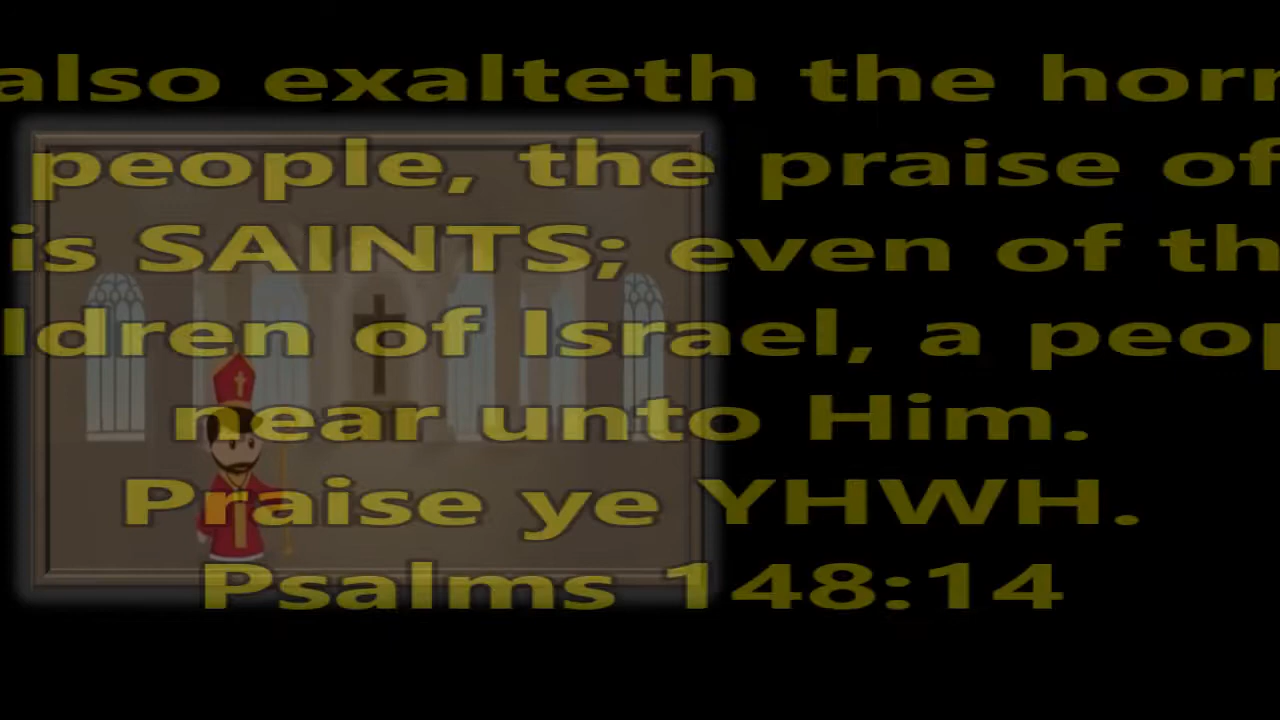 also exalteth the horn
people, the praise of
is SAINTS; even of th
ldren of Israel, a peop
near unto Him.
Praise ye YHWH.
Psalms 148:14